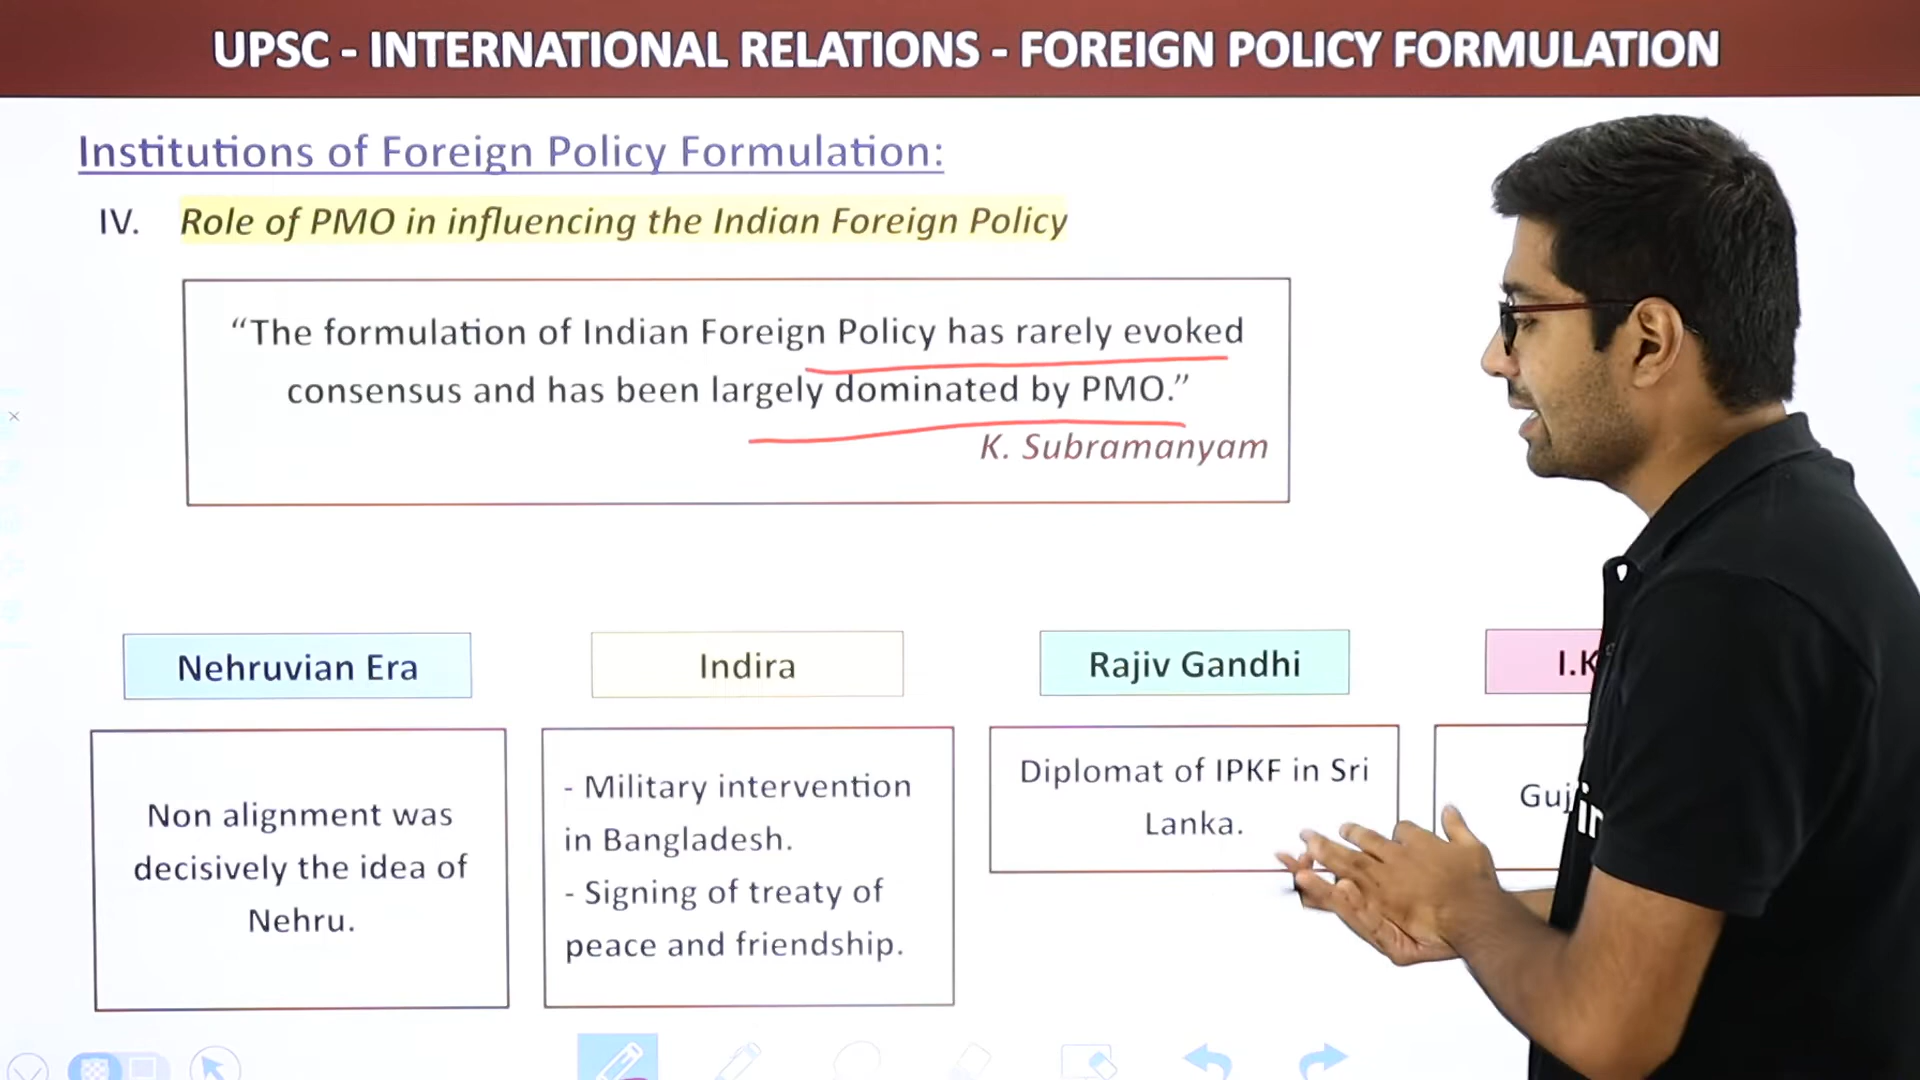 UPSC - INTERNATIONAL RELATIONS - FOREIGN POLICY FORMULATION
Institutions of Foreign Policy Formulation:
IV. Role of PMO in influencing the Indian Foreign Policy
“The formulation of Indian Foreign Policy has rarely evoked
consensus and has been largely dominated by PMO.”
K. Subramanyam
Nehruvian Era
Non alignment was
decisively the idea of
Nehru.
Indira
- Military intervention
in Bangladesh.
- Signing of treaty of
peace and friendship.
Rajiv Gandhi
Diplomat of IPKF in Sri
Lanka.
I.K
Guj
in